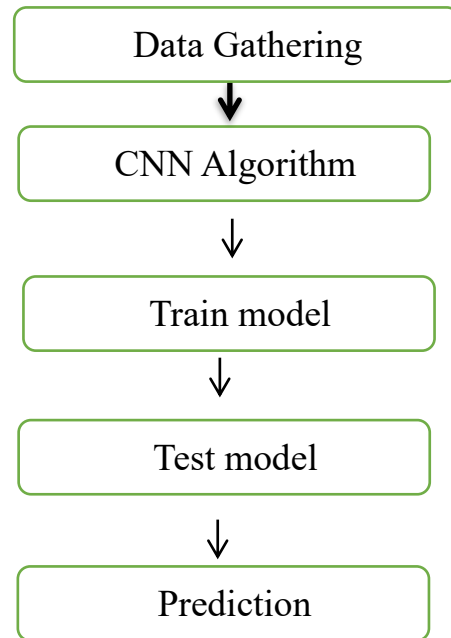 Data Gathering
CNN Algorithm
Train model
Test model
Prediction